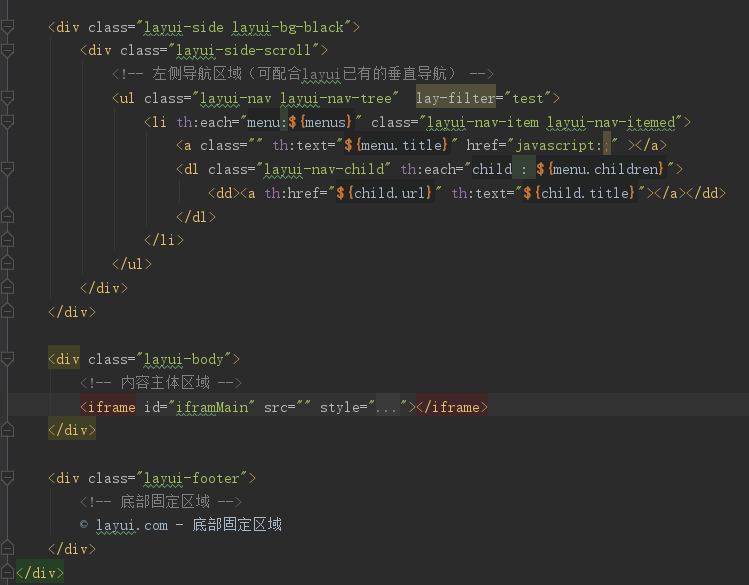 <div class="layui-side layui-bg-black">
<div class="layui-side-scroll">
<!-- 左侧导航区域（可配合layui已有的垂直导航） -->
<ul class="layui-nav layui-nav-tree"  lay-filter="test">
<li th:each="menu:${menus}" class="layui-nav-item layui-nav-itemed">
<a class="" th:text="${menu.title}" href="javascript:;" ></a>
<dl class="layui-nav-child" th:each="child : ${menu.children}">
<dd><a th:href="${child.url}" th:text="${child.title}"></a></dd>
</dl>
</li>
</ul>
</div>
</div>
<div class="layui-body">
<!-- 内容主体区域 -->
<iframe id="iframMain" src="" style="..."></iframe>
</div>
<div class="layui-footer">
<!-- 底部固定区域 -->
© layui.com - 底部固定区域
</div>
</div>